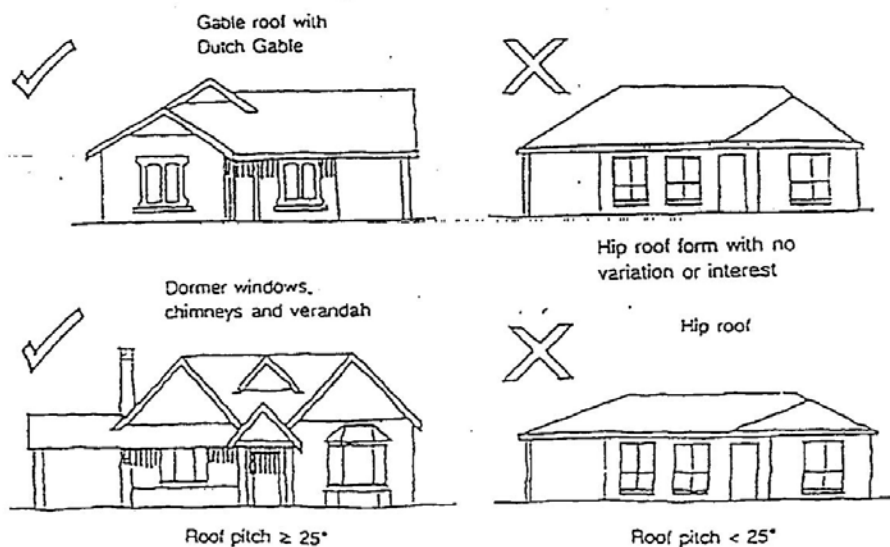 Gable roof with
Dutch Gable
Hip roof form with no
variation or interest
Dormer windows,
chimneys and verandah
Hip roof
Roof pitch ≥ 25°
Roof pitch < 25°